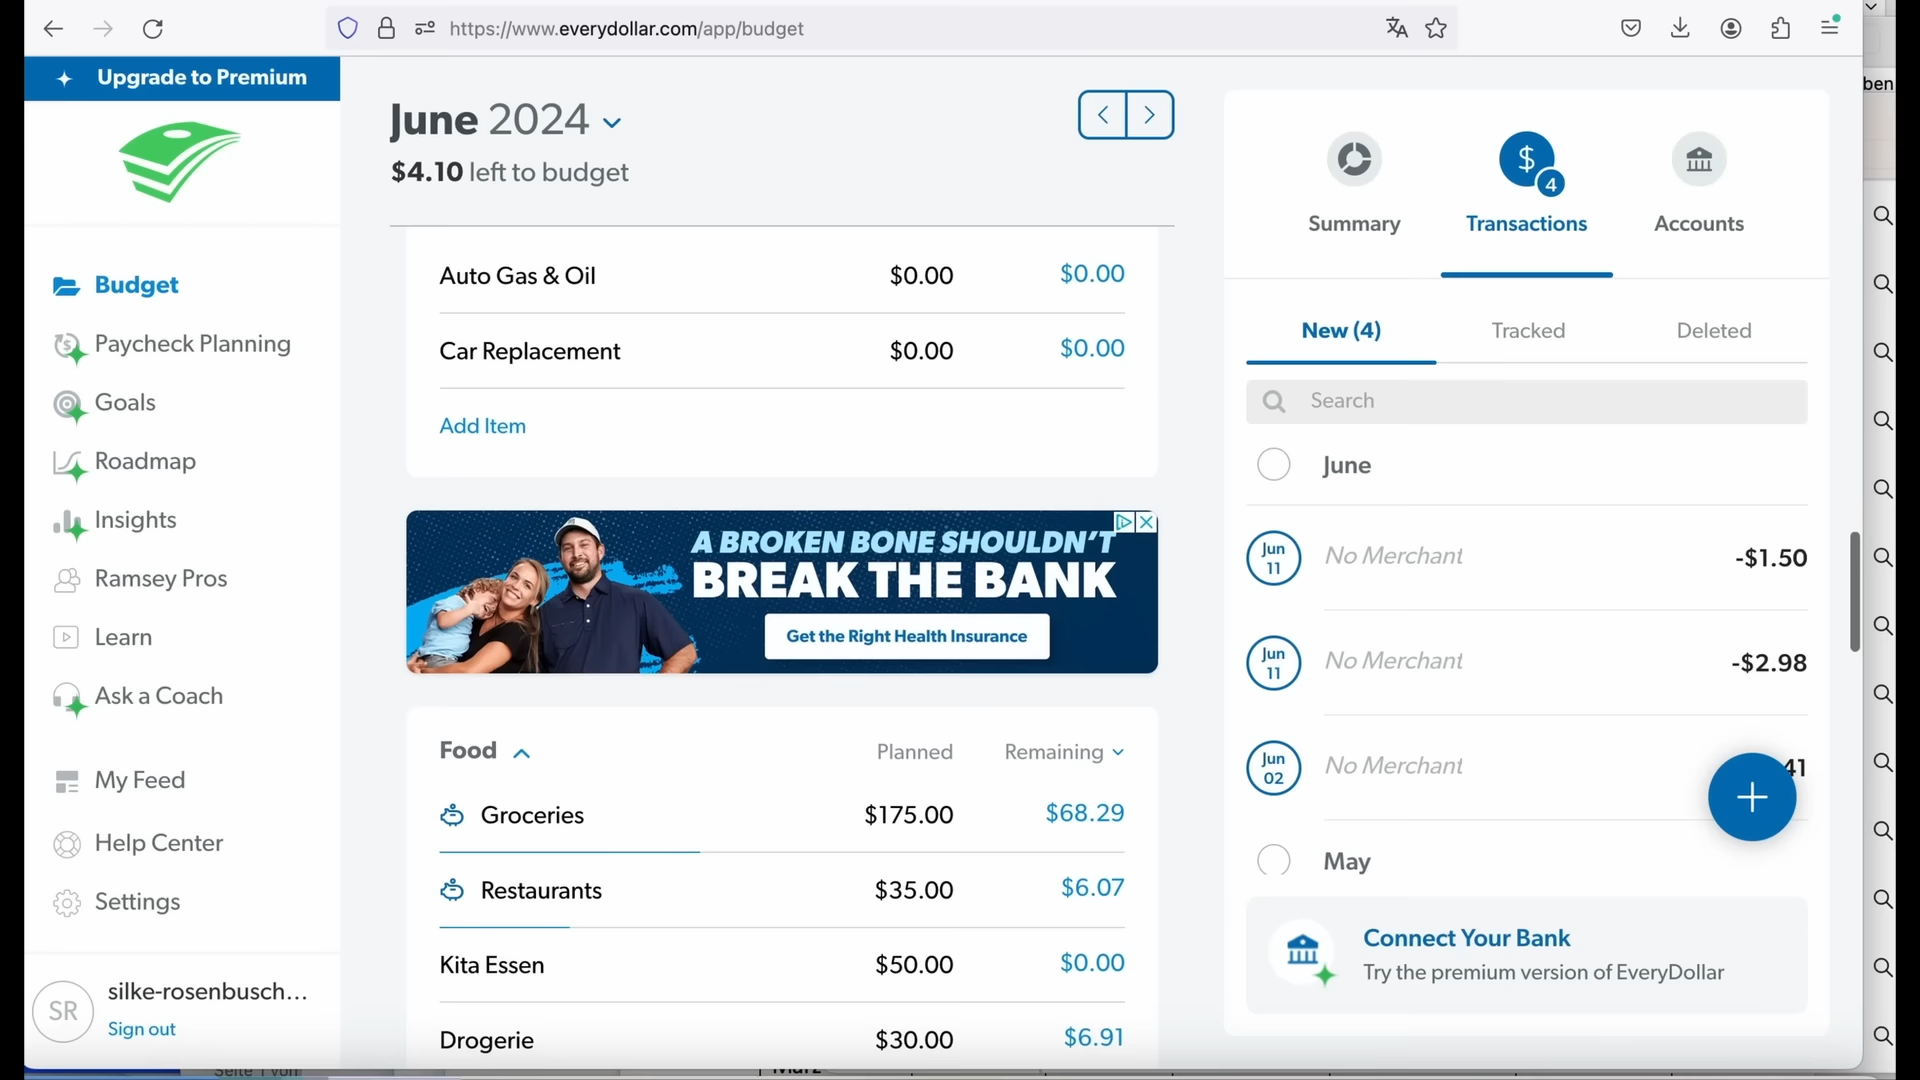 https://www.everydollar.com/app/budget
Upgrade to Premium
Budget
Paycheck Planning
Goals
Roadmap
Insights
Ramsey Pros
Learn
Ask a Coach
My Feed
Help Center
Settings
SR
silke-rosenbusch...
Sign out
June 2024
$4.10 left to budget
Auto Gas & Oil $0.00 $0.00
Car Replacement $0.00 $0.00
Add Item
A BROKEN BONE SHOULDN'T
BREAK THE BANK
Get the Right Health Insurance
Food Planned Remaining
Groceries $175.00 $68.29
Restaurants $35.00 $6.07
Kita Essen $50.00 $0.00
Drogerie $30.00 $6.91
4
Summary Transactions Accounts
New (4) Tracked Deleted
Search
June
Jun 11 No Merchant -$1.50
Jun 11 No Merchant -$2.98
Jun 02 No Merchant 41
May
Connect Your Bank
Try the premium version of EveryDollar
ben